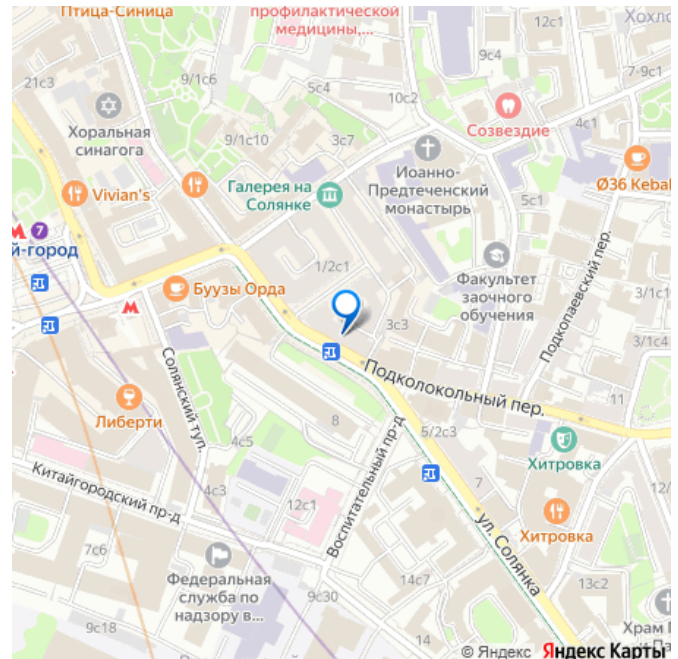 Птица-Синица
профилактической
медицины,...
12с1
Хохло
21с3
9/1с6
5с4
9с4
7-9с1
10с2
Хоральная
синагога
9/1с10
3с7
Созвездие
4с1
Иоанно-
Предтеченский
монастырь
Ø36 Kebal
Vivian's
Галерея на
Солянке
5с1
7
й-город
1/2с1
Факультет
заочного
обучения
Буузы Орда
3с3
3/1с1
Подкопаевский пер.
3/1с4
Солянский туп.
Подколокольный пер.
11
Либерти
8
5/2с3
Хитровка
4с5
Воспитательный пр-д
7
12/
Китайгородский пр-д
4с3
12с1
ул. Солянка
Хитровка
7с6
Федеральная
служба по
надзору в...
14с7
13с2
9с30
9с18
Храм П
и Па
© Яндекс Яндекс Карты